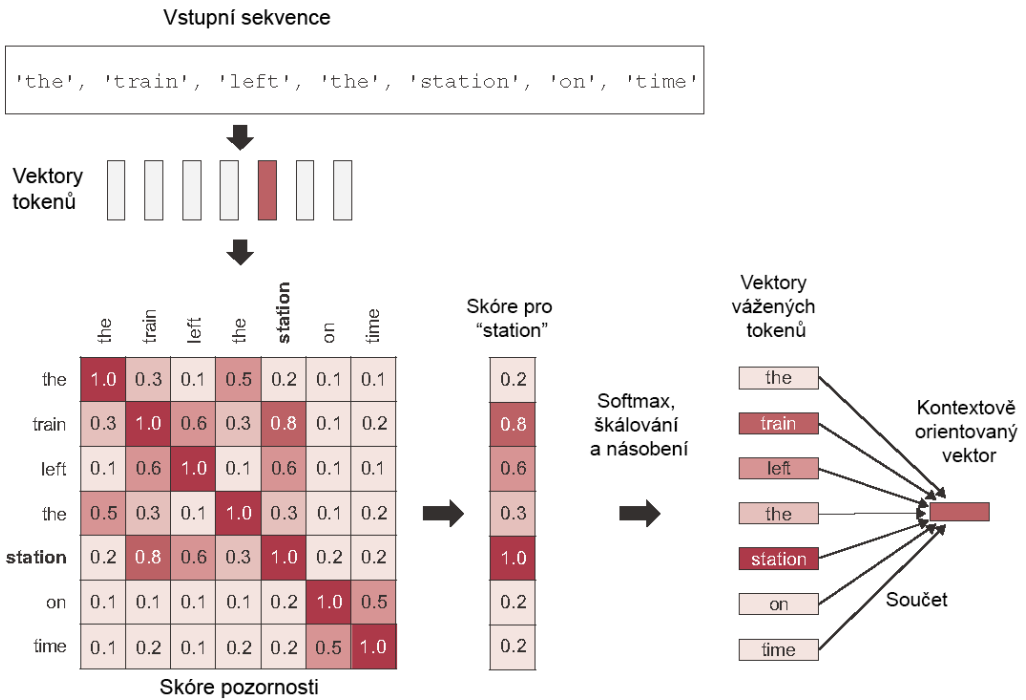 Vstupní sekvence
'the', 'train', 'left', 'the', 'station', 'on', 'time'
Vektory
tokenů
the train left the station on time
the 1.0 0.3 0.1 0.5 0.2 0.1 0.1
train 0.3 1.0 0.6 0.3 0.8 0.1 0.2
left 0.1 0.6 1.0 0.1 0.6 0.1 0.1
the 0.5 0.3 0.1 1.0 0.3 0.1 0.2
station 0.2 0.8 0.6 0.3 1.0 0.2 0.2
on 0.1 0.1 0.1 0.1 0.2 1.0 0.5
time 0.1 0.2 0.1 0.2 0.2 0.5 1.0
Skóre pozornosti
Skóre pro
“station”
0.2
0.8
0.6
0.3
1.0
0.2
0.2
Softmax,
škálování
a násobení
Vektory
vážených
tokenů
the
train
left
the
station
on
time
Kontextově
orientovaný
vektor
Součet